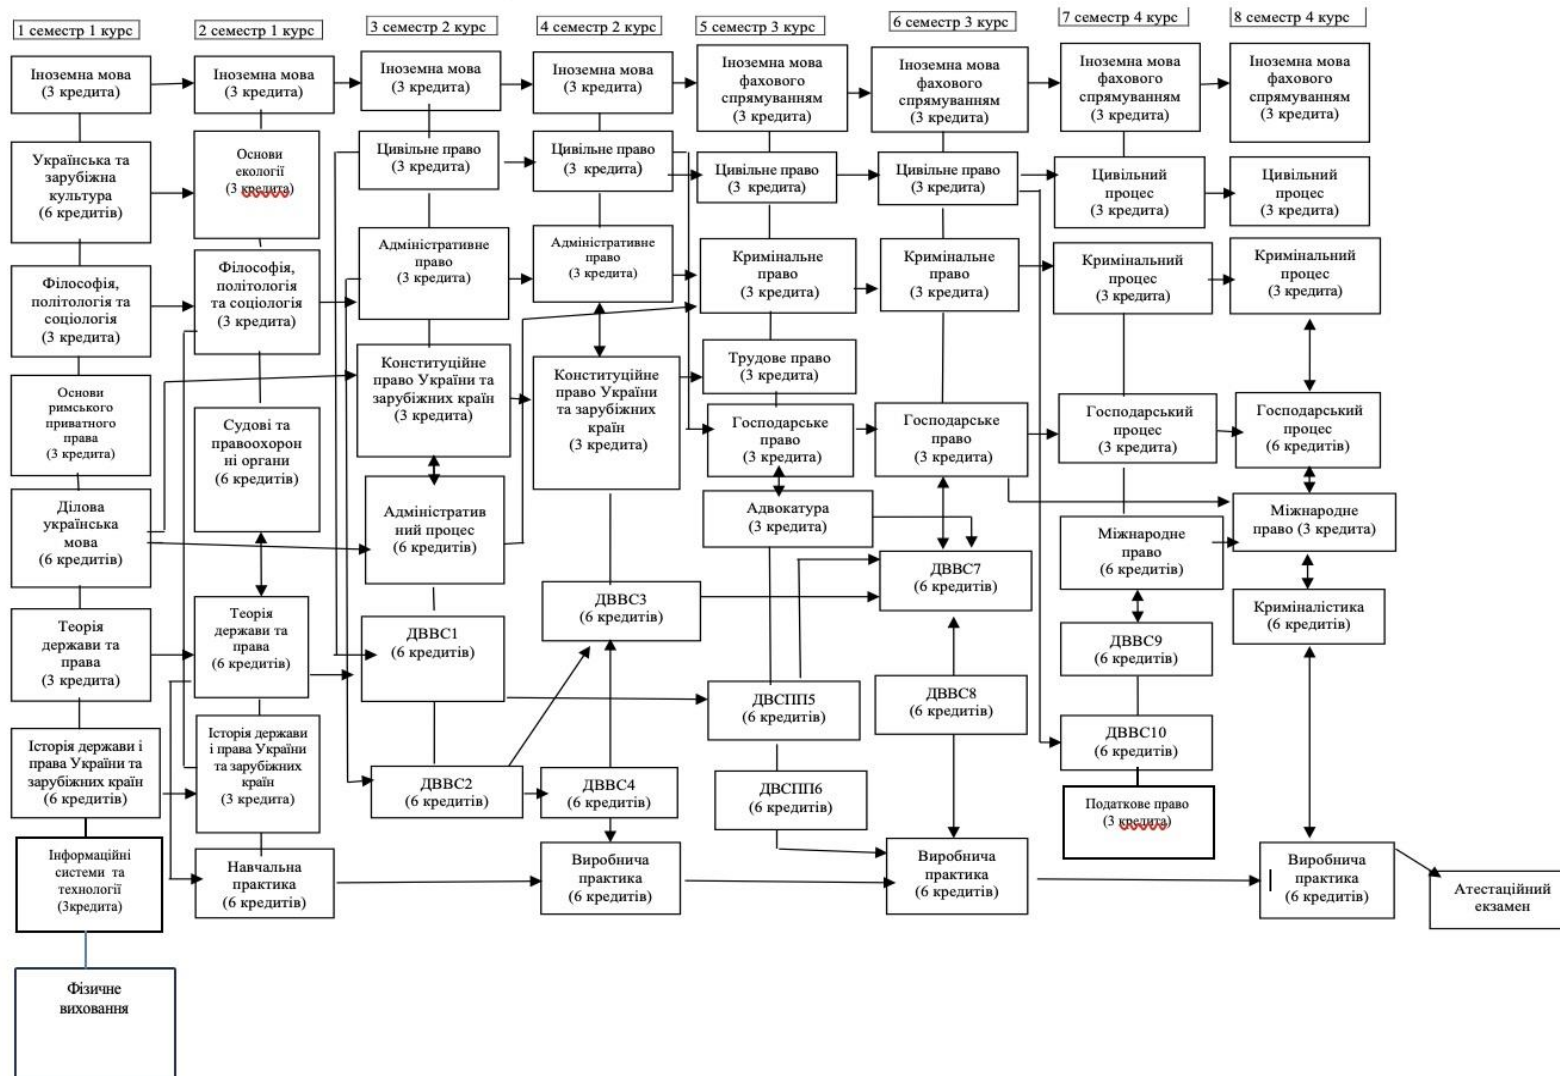 1 семестр 1 курс
Іноземна мова
(3 кредита)
Українська та
зарубіжна
культура
(6 кредитів)
Філософія,
політологія та
соціологія
(3 кредита)
Основи
римського
приватного
права
(3 кредита)
Ділова
українська
мова
(6 кредитів)
Теорія
держави та
права
(3 кредита)
Історія держави і
права України та
зарубіжних країн
(6 кредитів)
Інформаційні
системи та
технології
(3кредита)
Фізичне
виховання
2 семестр 1 курс
Іноземна мова
(3 кредита)
Основи
екології
(3 кредита)
Філософія,
політологія
та соціологія
(3 кредита)
Судові та
правоохорон
ні органи
(6 кредитів)
Теорія
держави та
права
(6 кредитів)
Історія держави
і права України
та зарубіжних
країн
(3 кредита)
Навчальна
практика
(6 кредитів)
3 семестр 2 курс
Іноземна мова
(3 кредита)
Цивільне право
(3 кредита)
Адміністративне
право
(3 кредита)
Конституційне
право України та
зарубіжних країн
(3 кредита)
Адміністратив
ний процес
(6 кредитів)
ДВВС1
(6 кредитів)
ДВВС2
(6 кредитів)
4 семестр 2 курс
Іноземна мова
(3 кредита)
Цивільне право
(3 кредита)
Адміністративне
право
(3 кредита)
Конституційне
право України
та зарубіжних
країн
(3 кредита)
ДВВС3
(6 кредитів)
ДВВС4
(6 кредитів)
Виробнича
практика
(6 кредитів)
5 семестр 3 курс
Іноземна мова
фахового
спрямуванням
(3 кредита)
Цивільне право
(3 кредита)
Кримінальне
право
(3 кредита)
Трудове право
(3 кредита)
Господарське
право
(3 кредита)
Адвокатура
(3 кредита)
ДВСПП5
(6 кредитів)
ДВСПП6
(6 кредитів)
6 семестр 3 курс
Іноземна мова
фахового
спрямуванням
(3 кредита)
Цивільне право
(3 кредита)
Кримінальне
право
(3 кредита)
Господарське
право
(3 кредита)
ДВВС7
(6 кредитів)
ДВВС8
(6 кредитів)
Виробнича
практика
(6 кредитів)
7 семестр 4 курс
Іноземна мова
фахового
спрямуванням
(3 кредита)
Цивільний
процес
(3 кредита)
Кримінальний
процес
(3 кредита)
Господарський
процес
(3 кредита)
Міжнародне
право
(6 кредитів)
ДВВС9
(6 кредитів)
ДВВС10
(6 кредитів)
Податкове право
(3 кредита)
8 семестр 4 курс
Іноземна мова
фахового
спрямуванням
(3 кредита)
Цивільний
процес
(3 кредита)
Кримінальний
процес
(3 кредита)
Господарський
процес
(6 кредитів)
Міжнародне
право (3 кредита)
Криміналістика
(6 кредитів)
Виробнича
практика
(6 кредитів)
Атестаційний
екзамен